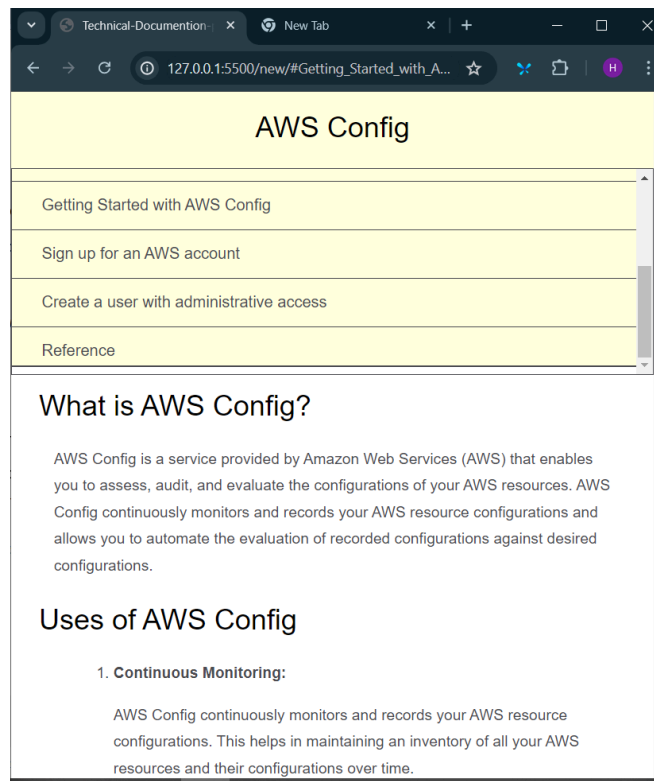 Technical-Documention-
New Tab
127.0.0.1:5500/new/#Getting_Started_with_A...
H
AWS Config
Getting Started with AWS Config
Sign up for an AWS account
Create a user with administrative access
Reference
What is AWS Config?
AWS Config is a service provided by Amazon Web Services (AWS) that enables
you to assess, audit, and evaluate the configurations of your AWS resources. AWS
Config continuously monitors and records your AWS resource configurations and
allows you to automate the evaluation of recorded configurations against desired
configurations.
Uses of AWS Config
1. Continuous Monitoring:
AWS Config continuously monitors and records your AWS resource
configurations. This helps in maintaining an inventory of all your AWS
resources and their configurations over time.